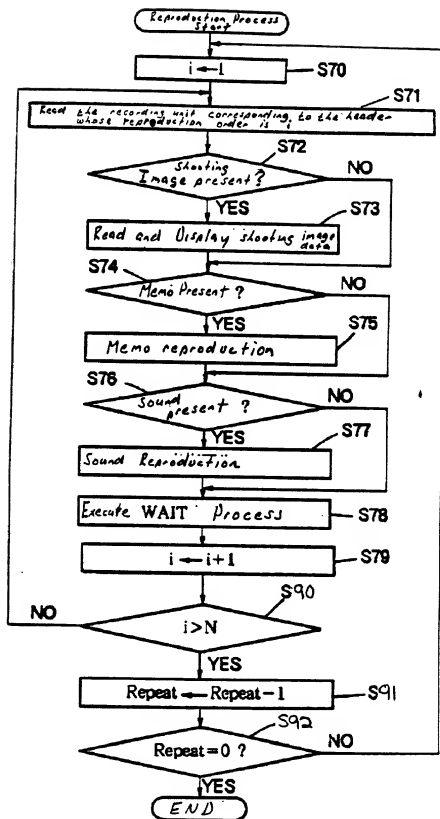 Reproduction Process
Start
i ← 1
S70
S71
Read the recording unit corresponding to the header
whose reproduction order is i
S72
Shooting
Image present?
NO
YES
S73
Read and Display shooting image
data
S74
Memo Present ?
NO
YES
S75
Memo reproduction
S76
Sound
present ?
NO
YES
S77
Sound Reproduction
Execute WAIT Process
S78
i ← i+1
S79
S90
NO
i>N
YES
Repeat ← Repeat−1
S91
S92
Repeat=0 ?
NO
YES
END